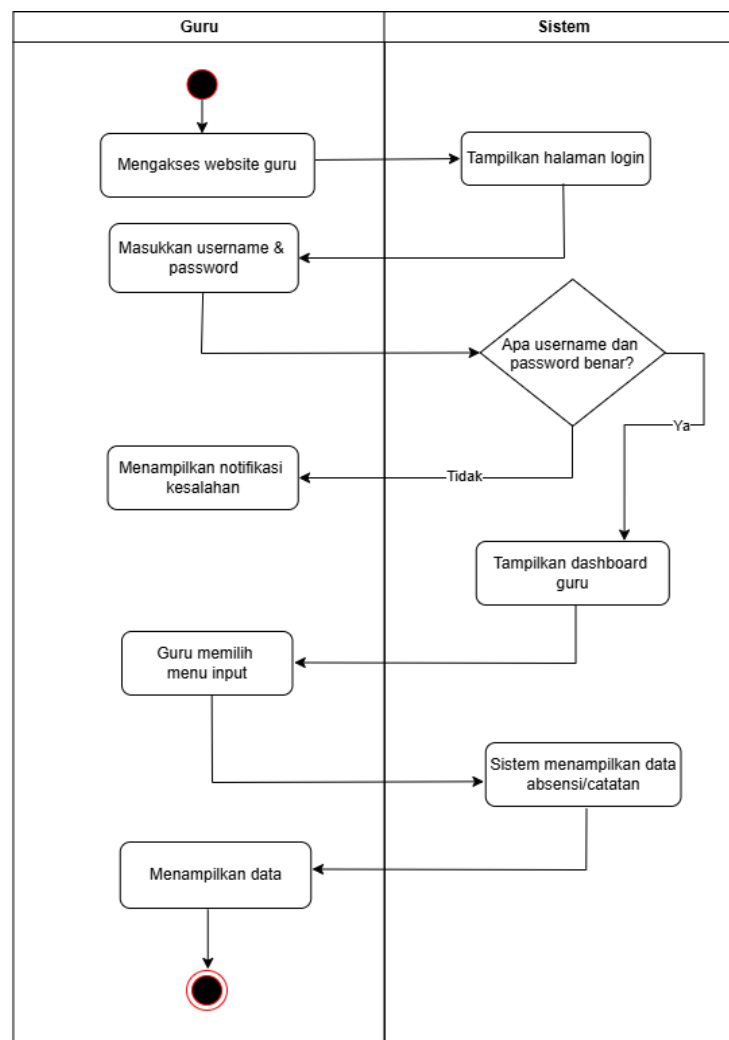 Guru
Sistem
Mengakses website guru
Tampilkan halaman login
Masukkan username &
password
Apa username dan
password benar?
Ya
Menampilkan notifikasi
kesalahan
Tidak
Tampilkan dashboard
guru
Guru memilih
menu input
Sistem menampilkan data
absensi/catatan
Menampilkan data